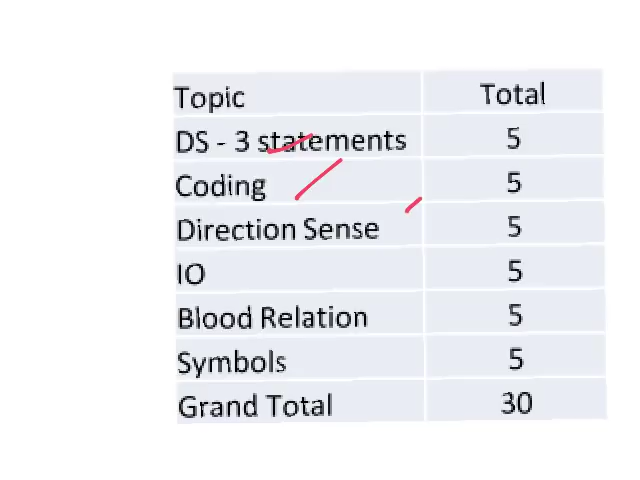 Topic Total
DS - 3 statements 5
Coding 5
Direction Sense 5
IO 5
Blood Relation 5
Symbols 5
Grand Total 30